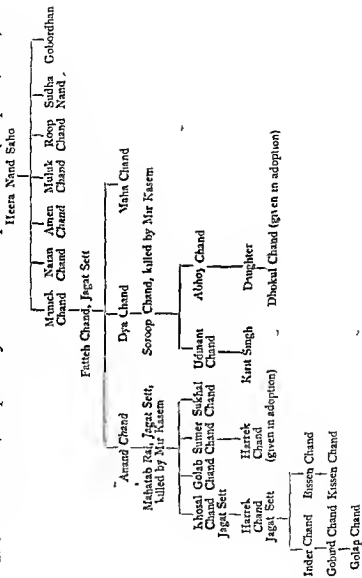 Heera Nand Saho
Manick Chand
Naran Chand
Amen Chand
Muluk Chand
Roop Chand
Sudha Nand
Gobordhan
Fatteh Chand, Jagat Sett
Anand Chand
Dya Chand
Maha Chand
Mahatab Rai, Jagat Sett,
killed by Mir Kasem
Soroop Chand, killed by Mir Kasem
Khosal Chand
Jagat Sett
Golab Chand
Sumer Chand
Sukhal Chand
Udinant Chand
Abhoy Chand
Harrek Chand
Jagat Sett
Harrek Chand
(given in adoption)
Kirit Singh
Daughter
Dhokul Chand (given in adoption)
Inder Chand
Bissen Chand
Gobind Chand
Kissen Chand
Golap Chand